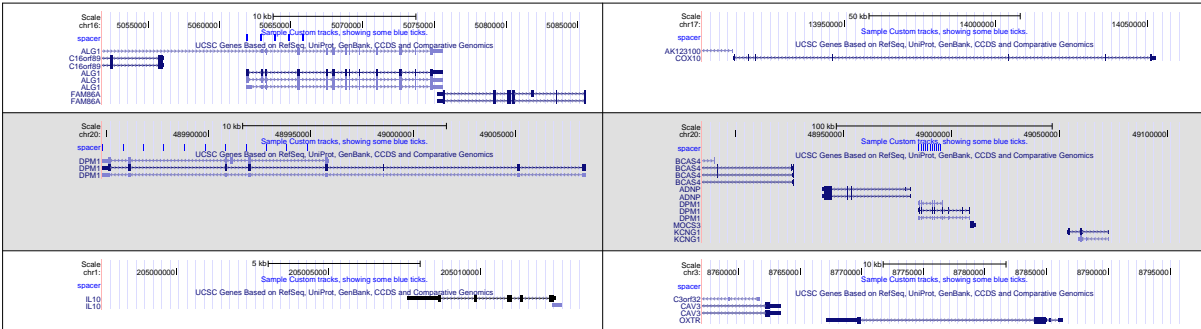 Scale 10 kb
chr16: 5055000 5060000 5065000 5070000 5075000 5080000 5085000
Sample Custom tracks, showing some blue ticks.
spacer
UCSC Genes Based on RefSeq, UniProt, GenBank, CCDS and Comparative Genomics
ALG1
C16orf89
C16orf89
ALG1
ALG1
ALG1
FAM86A
FAM86A
Scale 50 kb
chr17: 13950000 14000000 14050000
Sample Custom tracks, showing some blue ticks.
spacer
UCSC Genes Based on RefSeq, UniProt, GenBank, CCDS and Comparative Genomics
AK123100
COX10
Scale 10 kb
chr20: 48990000 48995000 49000000 49005000
Sample Custom tracks, showing some blue ticks.
spacer
UCSC Genes Based on RefSeq, UniProt, GenBank, CCDS and Comparative Genomics
DPM1
DPM1
DPM1
Scale 100 kb
chr20: 48950000 49000000 49050000 49100000
Sample Custom tracks, showing some blue ticks.
spacer
UCSC Genes Based on RefSeq, UniProt, GenBank, CCDS and Comparative Genomics
BCAS4
BCAS4
BCAS4
BCAS4
ADNP
ADNP
DPM1
DPM1
DPM1
MOCS3
KCNG1
KCNG1
Scale 5 kb
chr1: 205000000 205005000 205010000
Sample Custom tracks, showing some blue ticks.
spacer
UCSC Genes Based on RefSeq, UniProt, GenBank, CCDS and Comparative Genomics
IL10
IL10
Scale 10 kb
chr3: 8760000 8765000 8770000 8775000 8780000 8785000 8790000 8795000
Sample Custom tracks, showing some blue ticks.
spacer
UCSC Genes Based on RefSeq, UniProt, GenBank, CCDS and Comparative Genomics
C3orf32
CAV3
CAV3
OXTR